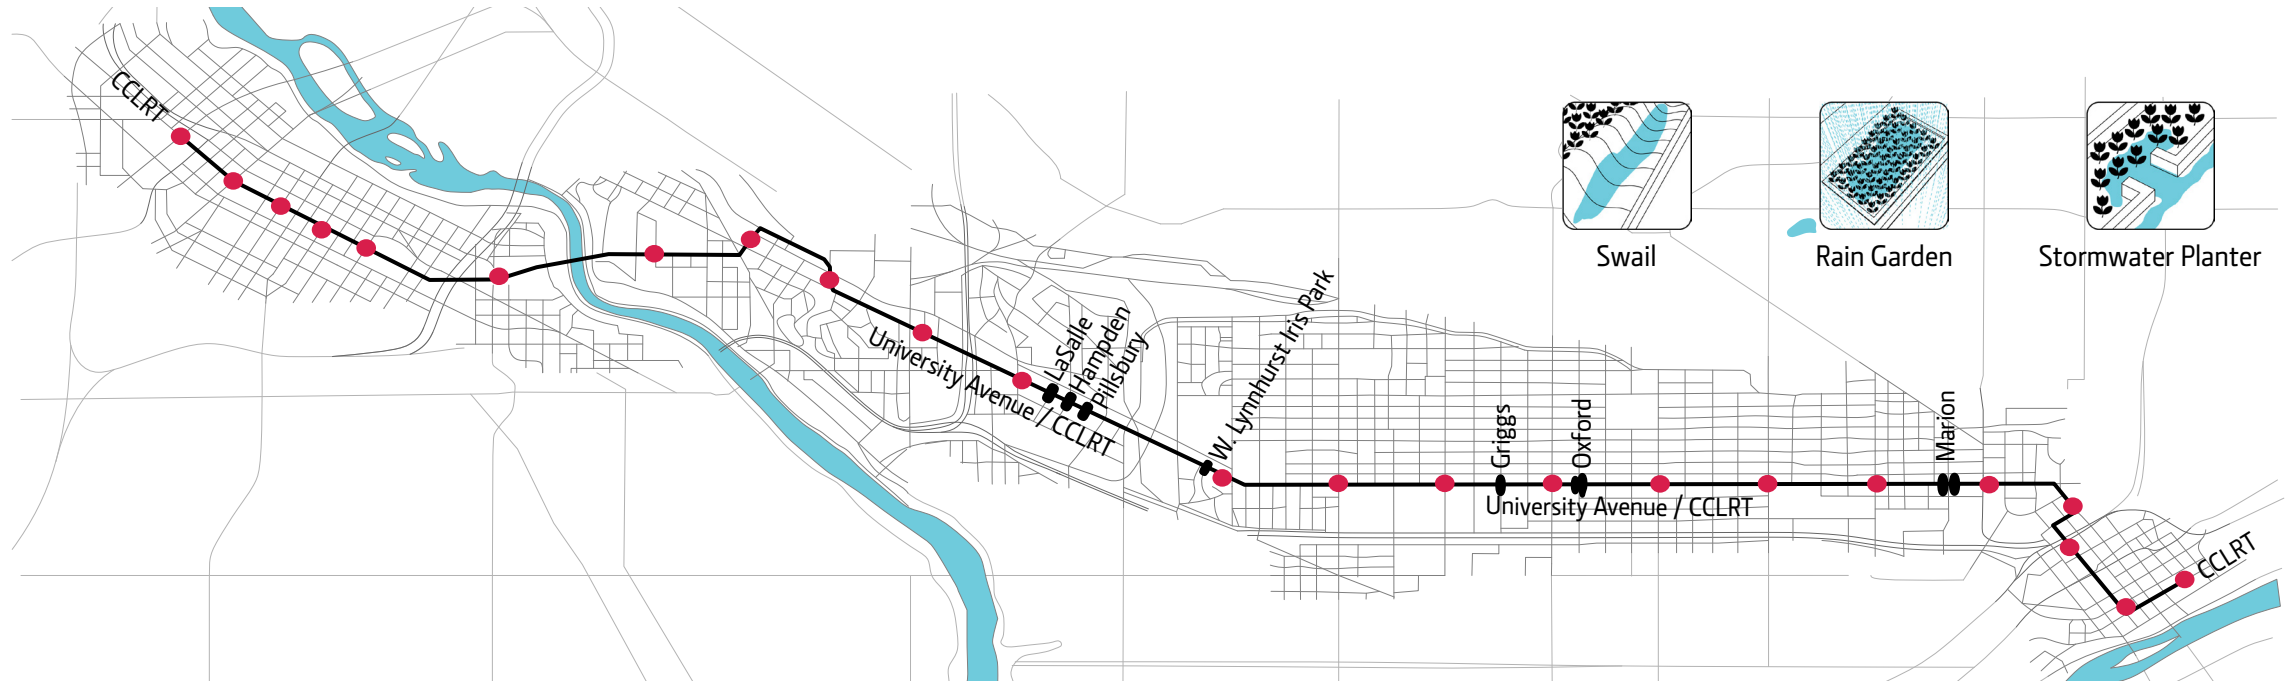 CCLRT
Swail
Rain Garden
Stormwater Planter
University Avenue / CCLRT
LaSalle
Hampden
Pillsbury
W. Lynnhurst Iris Park
Griggs
Oxford
Marion
University Avenue / CCLRT
CCLRT